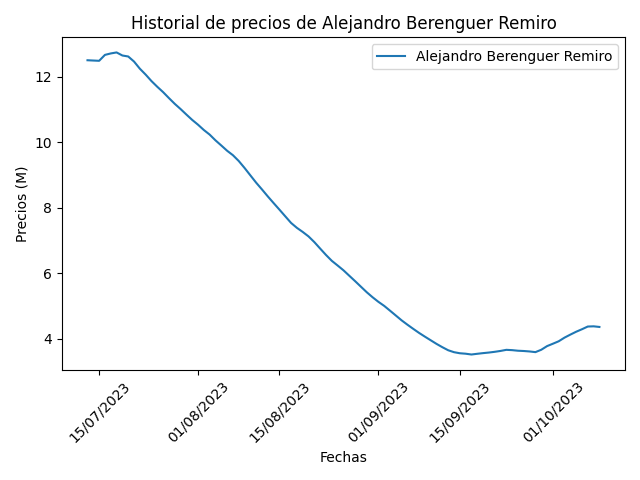 Historial de precios de Alejandro Berenguer Remiro
Alejandro Berenguer Remiro
Precios (M)
12
10
8
6
4
15/07/2023
01/08/2023
15/08/2023
01/09/2023
15/09/2023
01/10/2023
Fechas